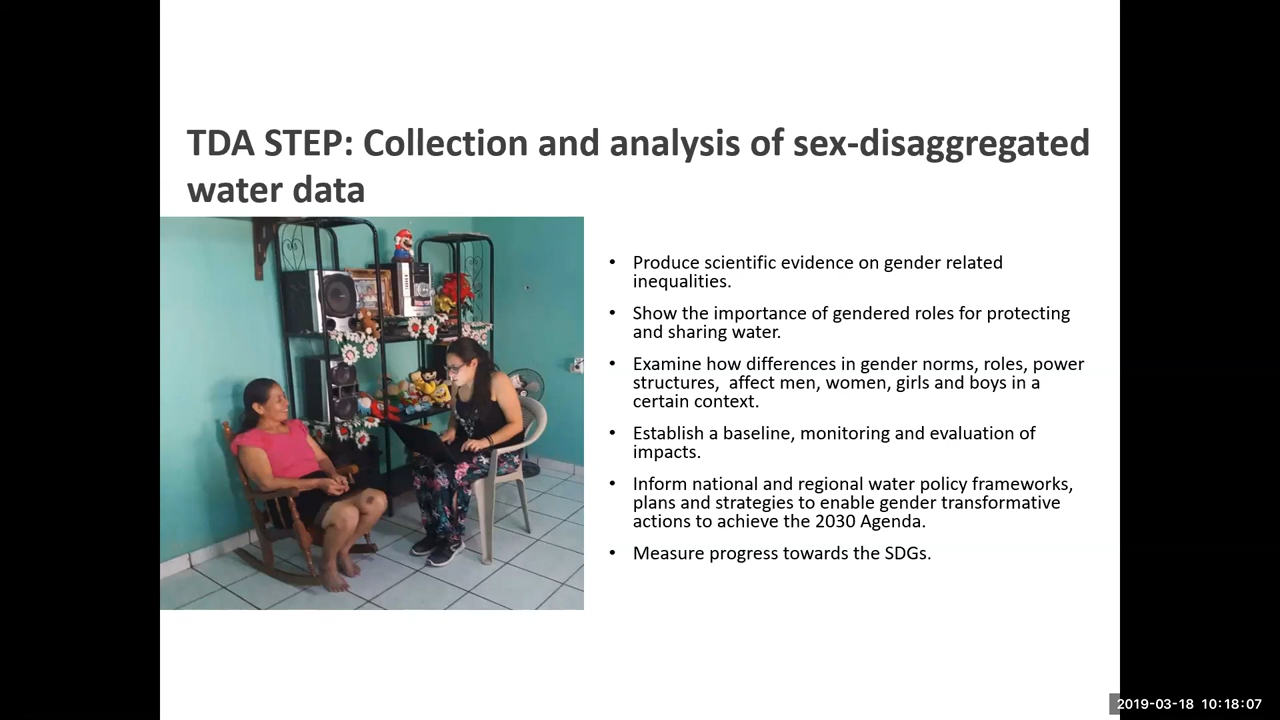 TDA STEP: Collection and analysis of sex-disaggregated
water data
• Produce scientific evidence on gender related
inequalities.
• Show the importance of gendered roles for protecting
and sharing water.
• Examine how differences in gender norms, roles, power
structures,  affect men, women, girls and boys in a
certain context.
• Establish a baseline, monitoring and evaluation of
impacts.
• Inform national and regional water policy frameworks,
plans and strategies to enable gender transformative
actions to achieve the 2030 Agenda.
• Measure progress towards the SDGs.
2019-03-18 10:18:07